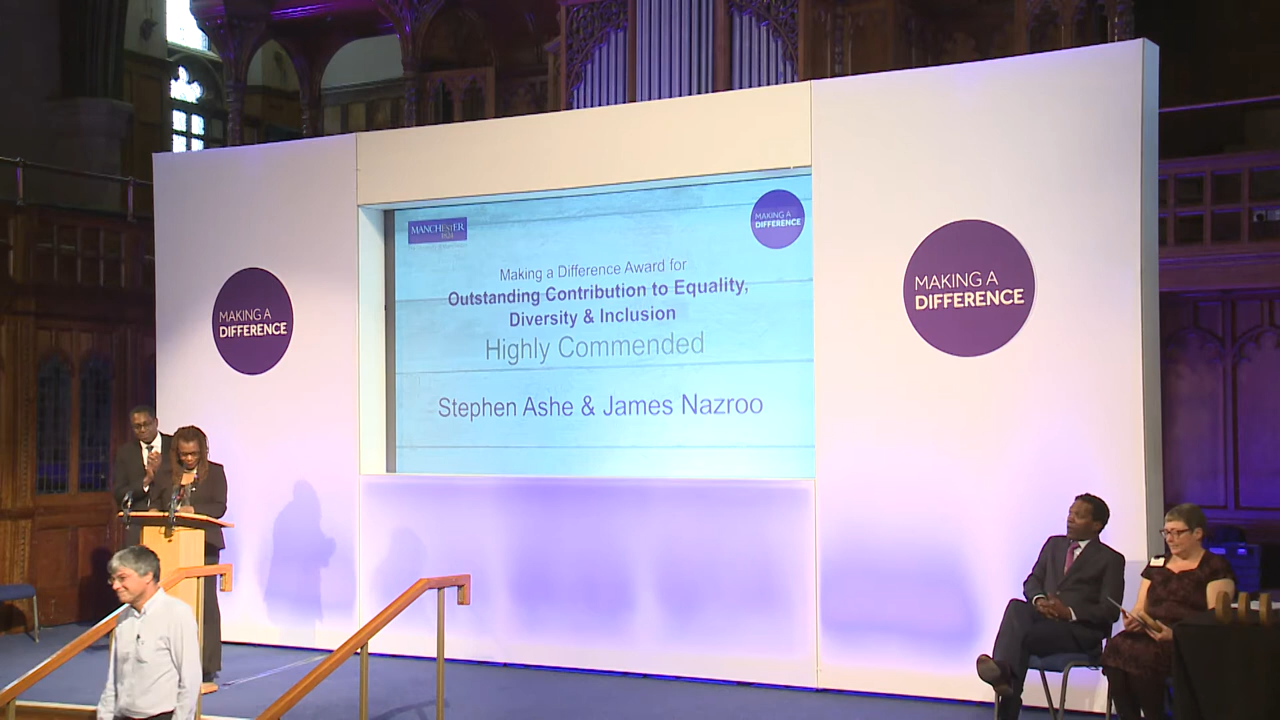 MANCHESTER
1824
MAKING A
DIFFERENCE
Making a Difference Award for
Outstanding Contribution to Equality,
Diversity & Inclusion
Highly Commended
Stephen Ashe & James Nazroo
MAKING A
DIFFERENCE
MAKING A
DIFFERENCE